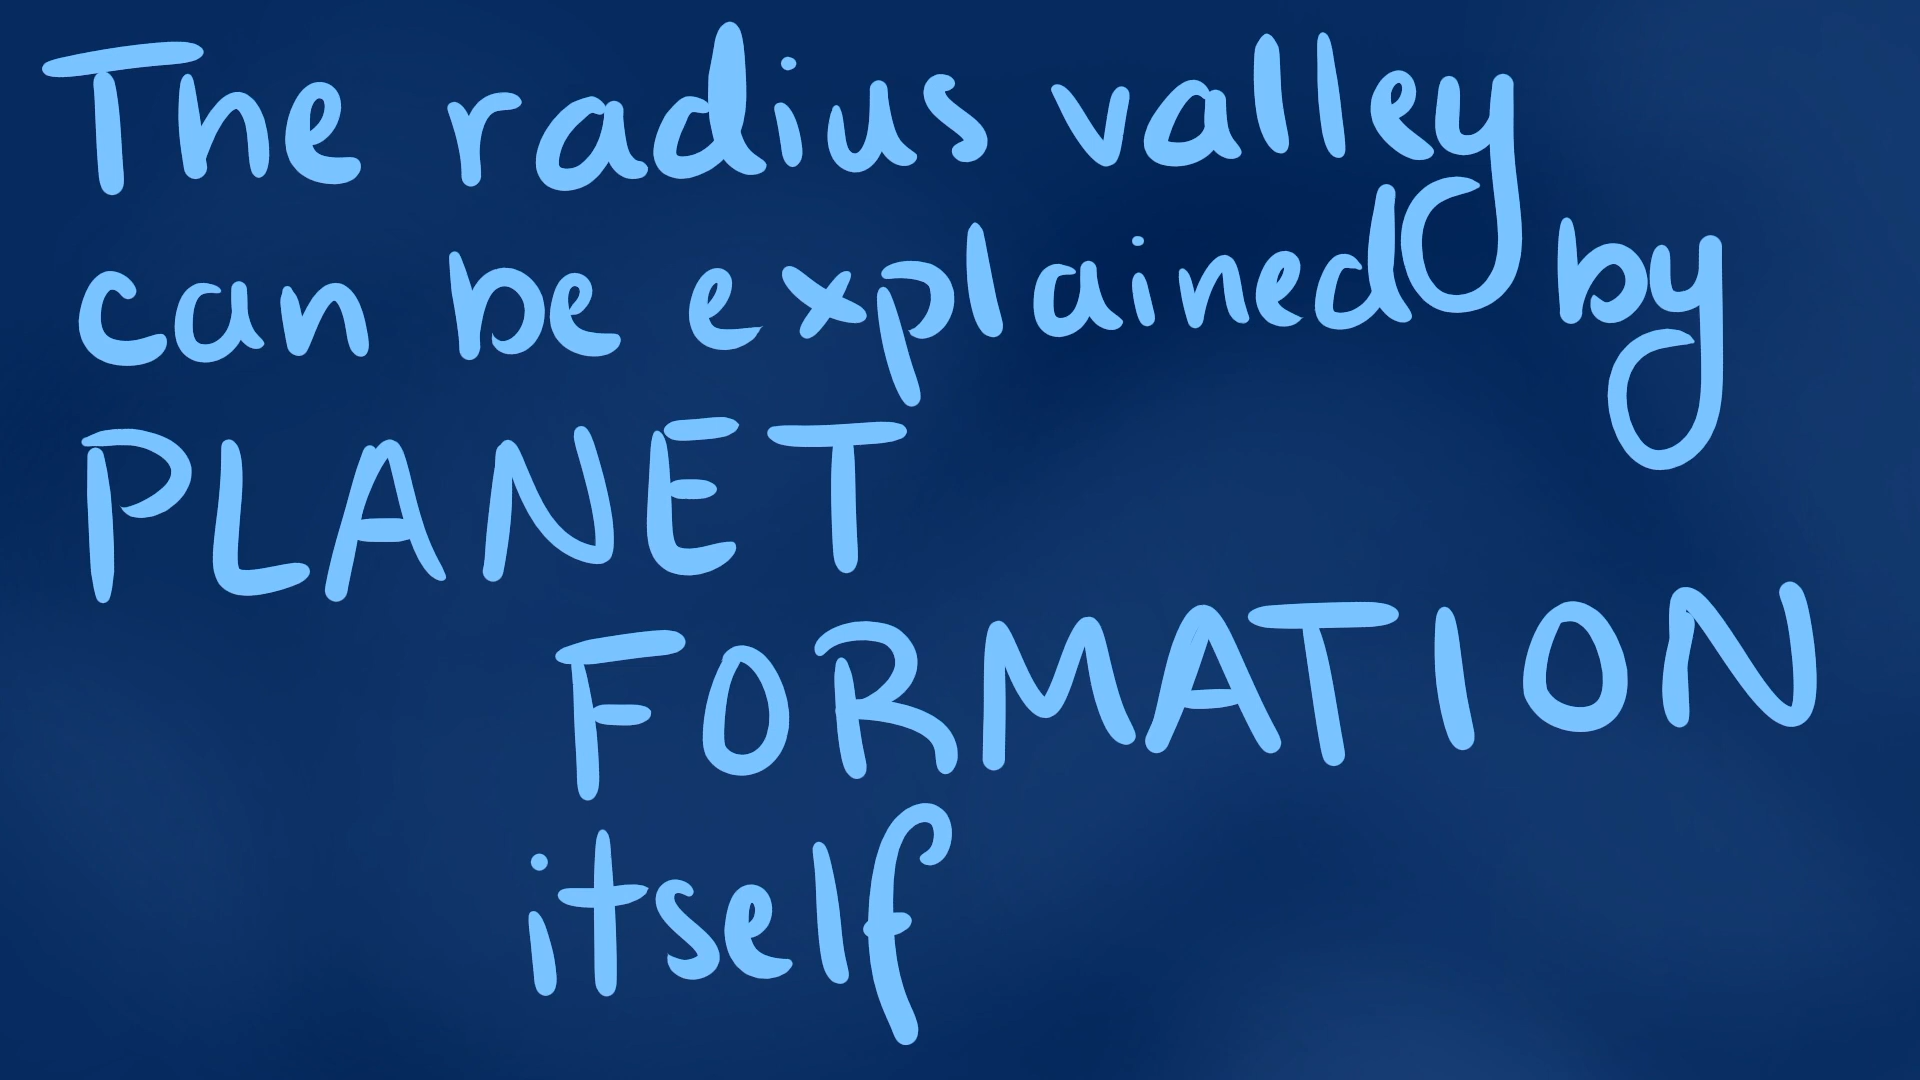 The radius valley
can be explained by
PLANET
FORMATION
itself